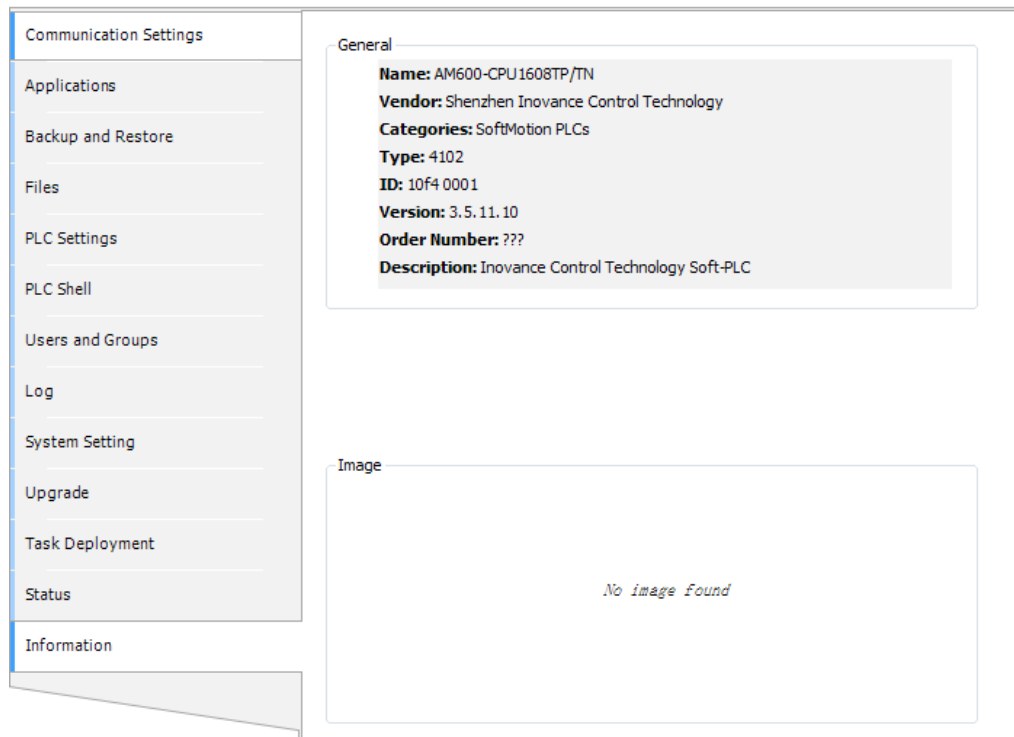 Communication Settings
Applications
Backup and Restore
Files
PLC Settings
PLC Shell
Users and Groups
Log
System Setting
Upgrade
Task Deployment
Status
Information
General
Name: AM600-CPU1608TP/TN
Vendor: Shenzhen Inovance Control Technology
Categories: SoftMotion PLCs
Type: 4102
ID: 10f4 0001
Version: 3.5.11.10
Order Number: ???
Description: Inovance Control Technology Soft-PLC
Image
No image found